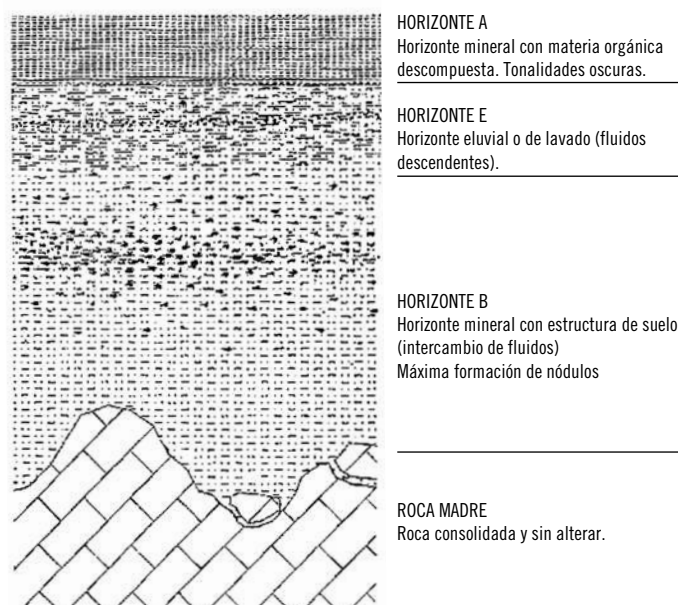 HORIZONTE A
Horizonte mineral con materia orgánica
descompuesta. Tonalidades oscuras.
HORIZONTE E
Horizonte eluvial o de lavado (fluidos
descendentes).
HORIZONTE B
Horizonte mineral con estructura de suelo
(intercambio de fluidos)
Máxima formación de nódulos
ROCA MADRE
Roca consolidada y sin alterar.